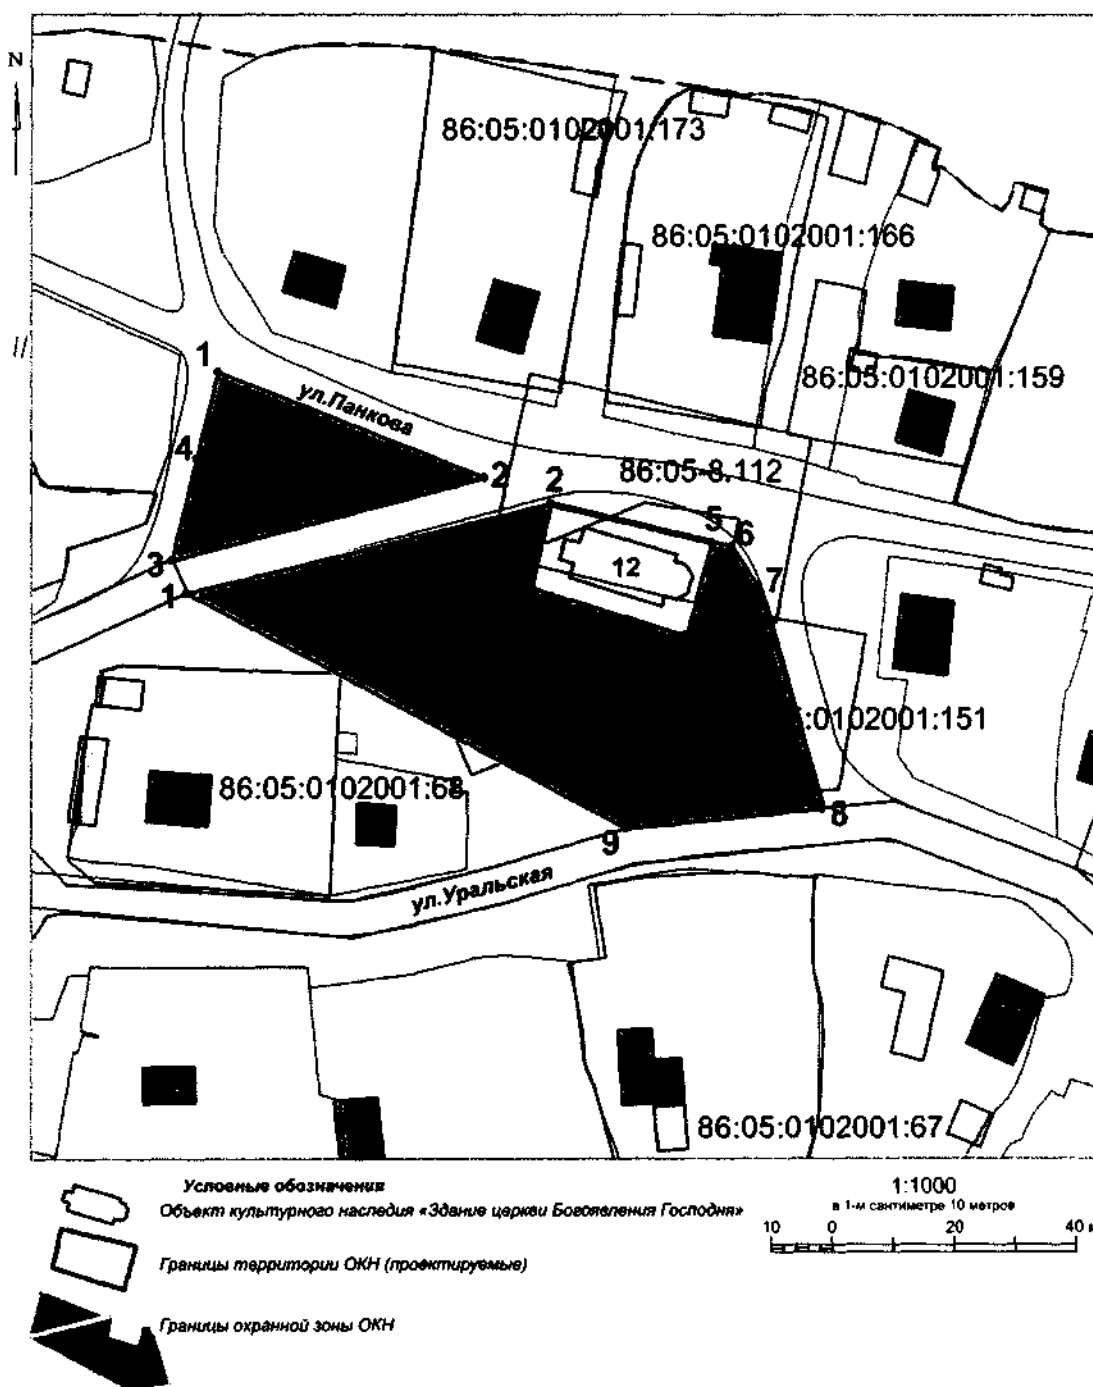 N
86:05:0102001:173
86:05:0102001:166
86:05:0102001:159
1
ул.Панкова
4
2
2
86:05-8.112
5
6
12
7
3
1
:0102001:151
86:05:0102001:68
8
9
ул.Уральская
86:05:0102001:67
Условные обозначения
Объект культурного наследия «Здание церкви Богоявления Господня»
Границы территории ОКН (проектируемые)
Границы охранной зоны ОКН
1:1000
в 1-м сантиметре 10 метров
10 0 20 40 м